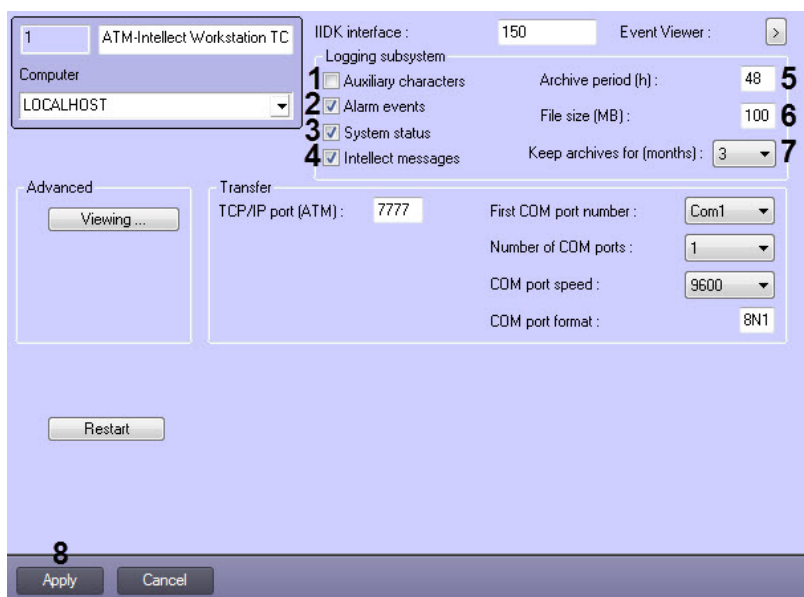 1 ATM-Intellect Workstation TC
Computer
LOCALHOST
IIDK interface : 150 Event Viewer : >
Logging subsystem
1 Auxiliary characters Archive period (h) : 48 5
2 Alarm events File size (MB) : 100 6
3 System status
4 Intellect messages Keep archives for (months) : 3 7
Advanced
Viewing ...
Transfer
TCP/IP port (ATM) : 7777 First COM port number : Com1
Number of COM ports : 1
COM port speed : 9600
COM port format : 8N1
Restart
8
Apply Cancel